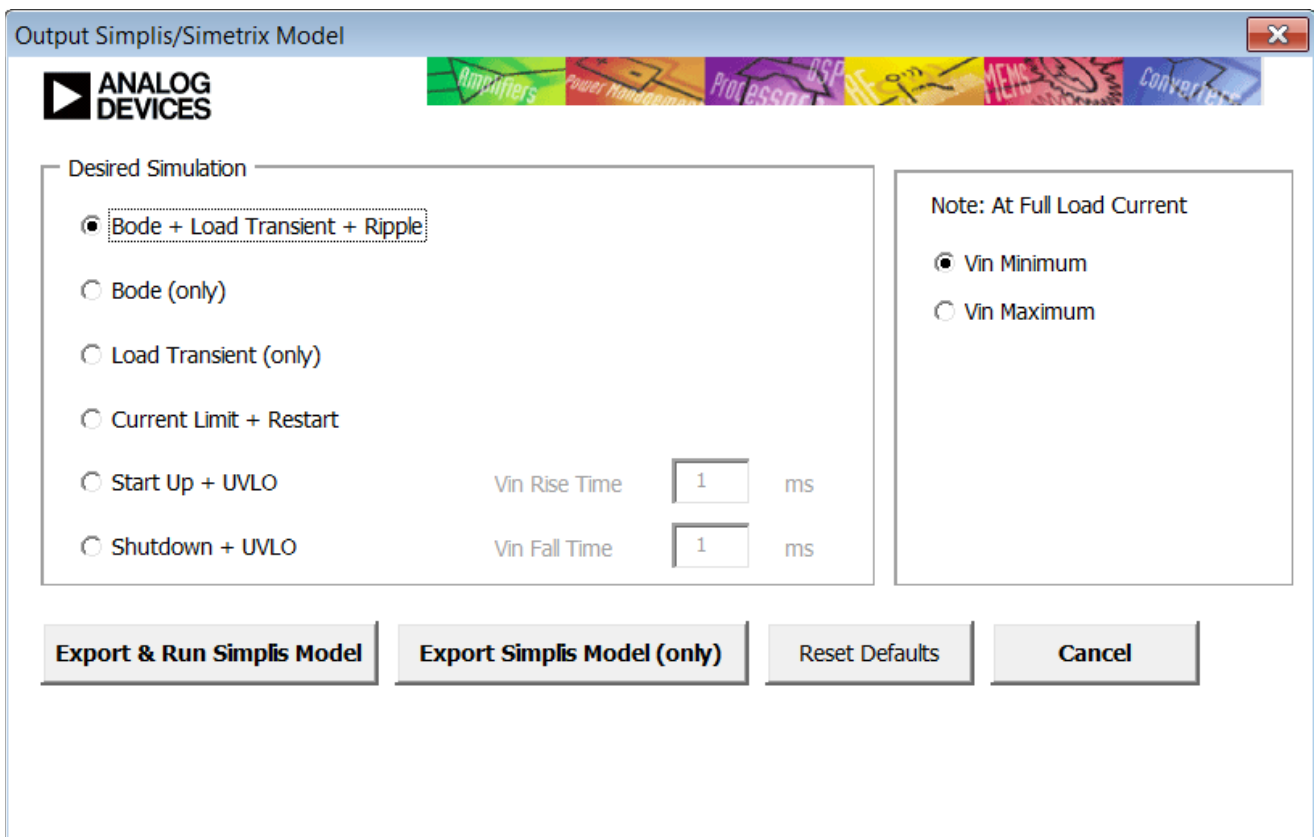 Output Simplis/Simetrix Model
ANALOG
DEVICES
Amplifiers Power Management Processors DSP RF MEMS Converters
Desired Simulation
Bode + Load Transient + Ripple
Bode (only)
Load Transient (only)
Current Limit + Restart
Start Up + UVLO Vin Rise Time 1 ms
Shutdown + UVLO Vin Fall Time 1 ms
Note: At Full Load Current
Vin Minimum
Vin Maximum
Export & Run Simplis Model Export Simplis Model (only) Reset Defaults Cancel